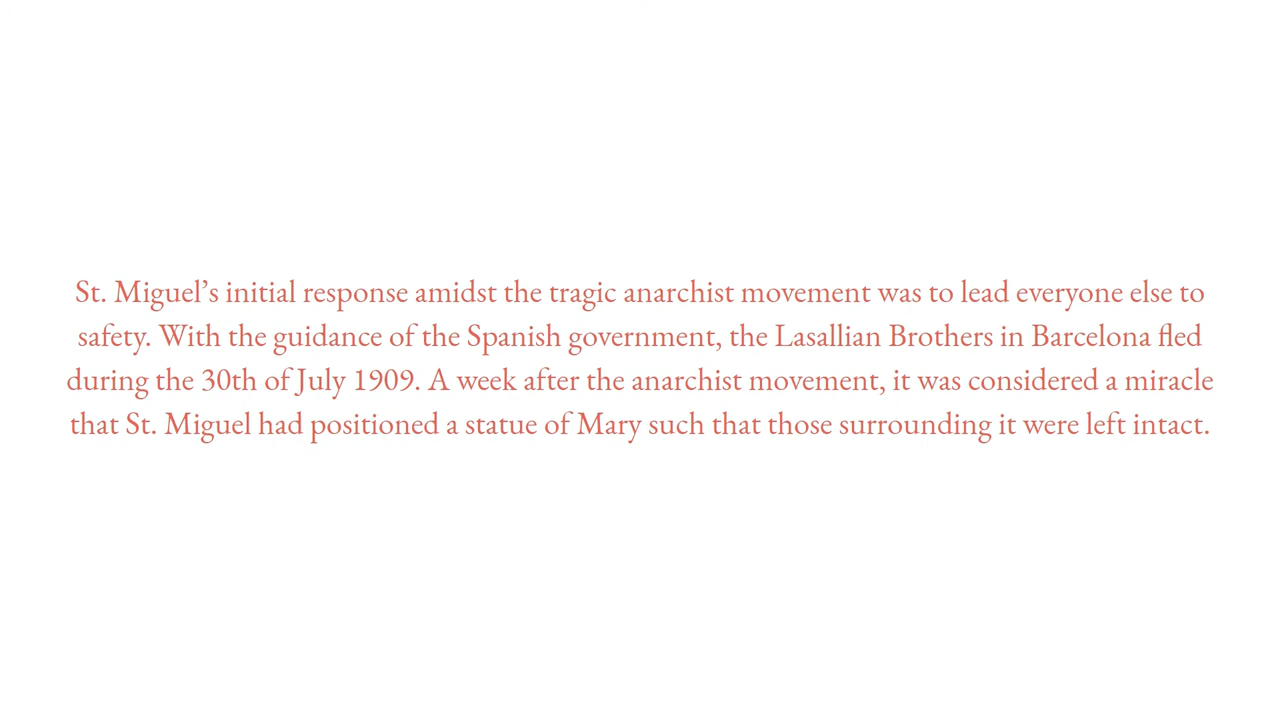 St. Miguel’s initial response amidst the tragic anarchist movement was to lead everyone else to
safety. With the guidance of the Spanish government, the Lasallian Brothers in Barcelona fled
during the 30th of July 1909. A week after the anarchist movement, it was considered a miracle
that St. Miguel had positioned a statue of Mary such that those surrounding it were left intact.